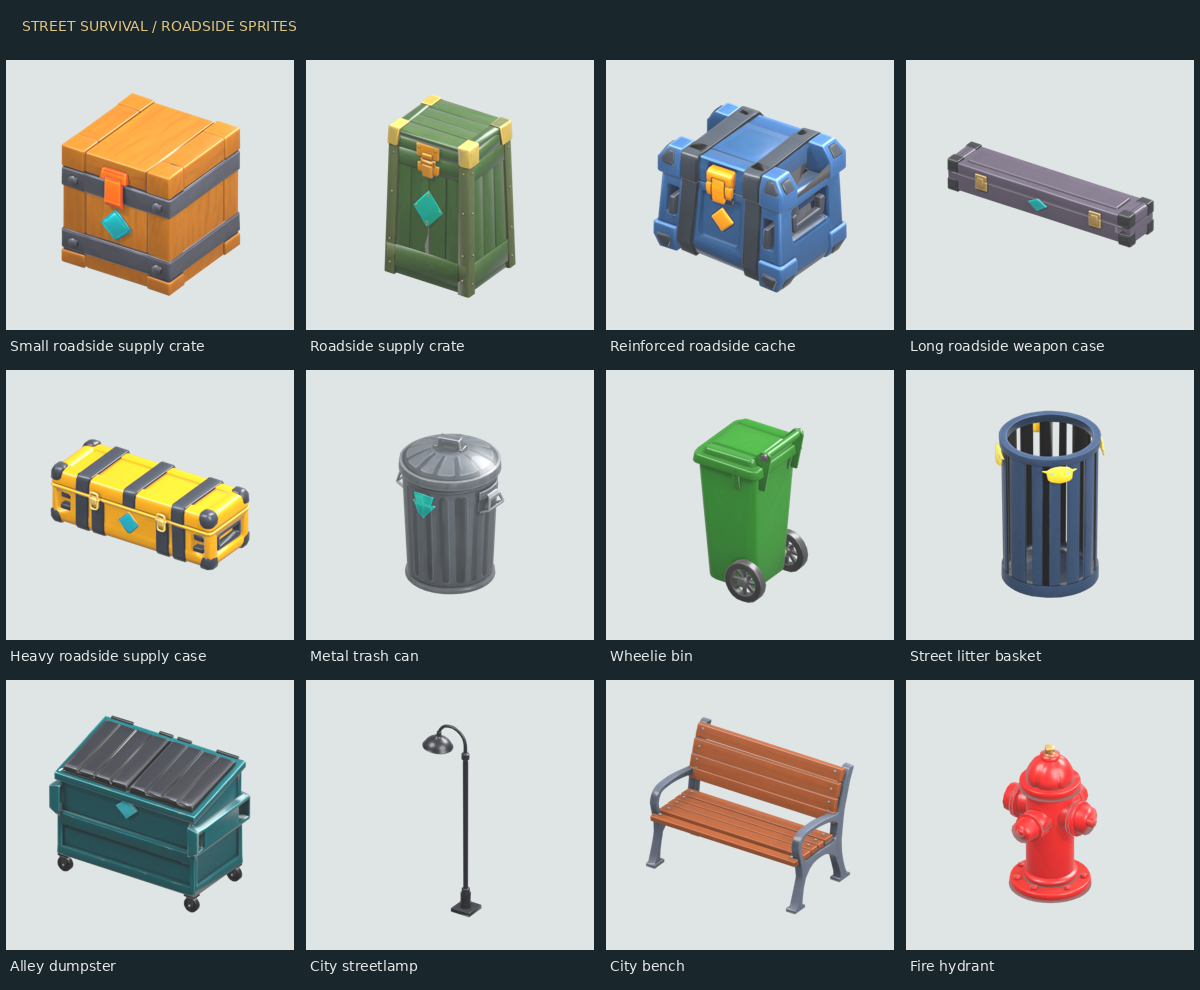 STREET SURVIVAL / ROADSIDE SPRITES
Small roadside supply crate
Roadside supply crate
Reinforced roadside cache
Long roadside weapon case
Heavy roadside supply case
Metal trash can
Wheelie bin
Street litter basket
Alley dumpster
City streetlamp
City bench
Fire hydrant